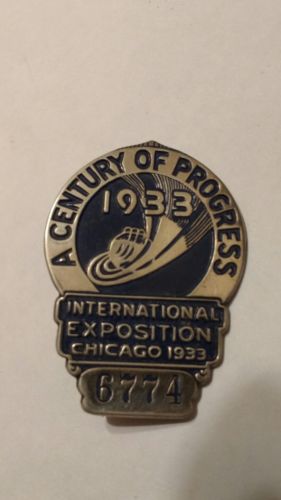 A CENTURY OF PROGRESS
1933
INTERNATIONAL
EXPOSITION
CHICAGO 1933
6774